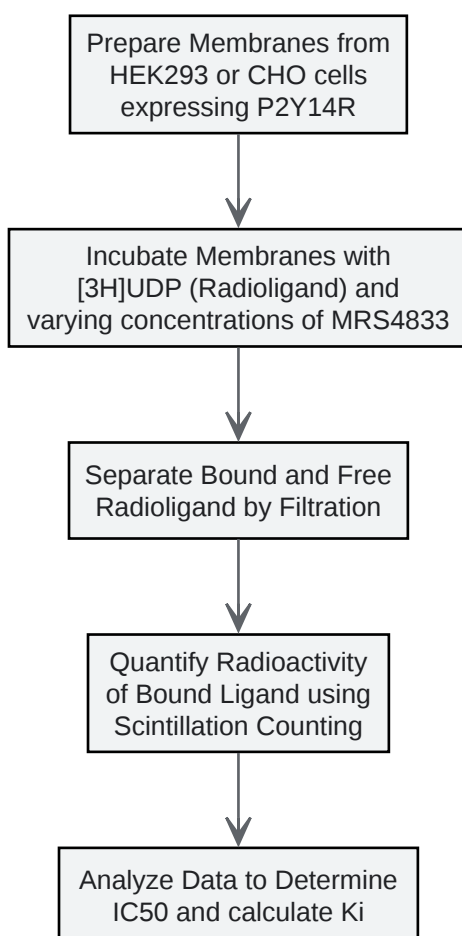 Prepare Membranes from
HEK293 or CHO cells
expressing P2Y14R
Incubate Membranes with
[3H]UDP (Radioligand) and
varying concentrations of MRS4833
Separate Bound and Free
Radioligand by Filtration
Quantify Radioactivity
of Bound Ligand using
Scintillation Counting
Analyze Data to Determine
IC50 and calculate Ki